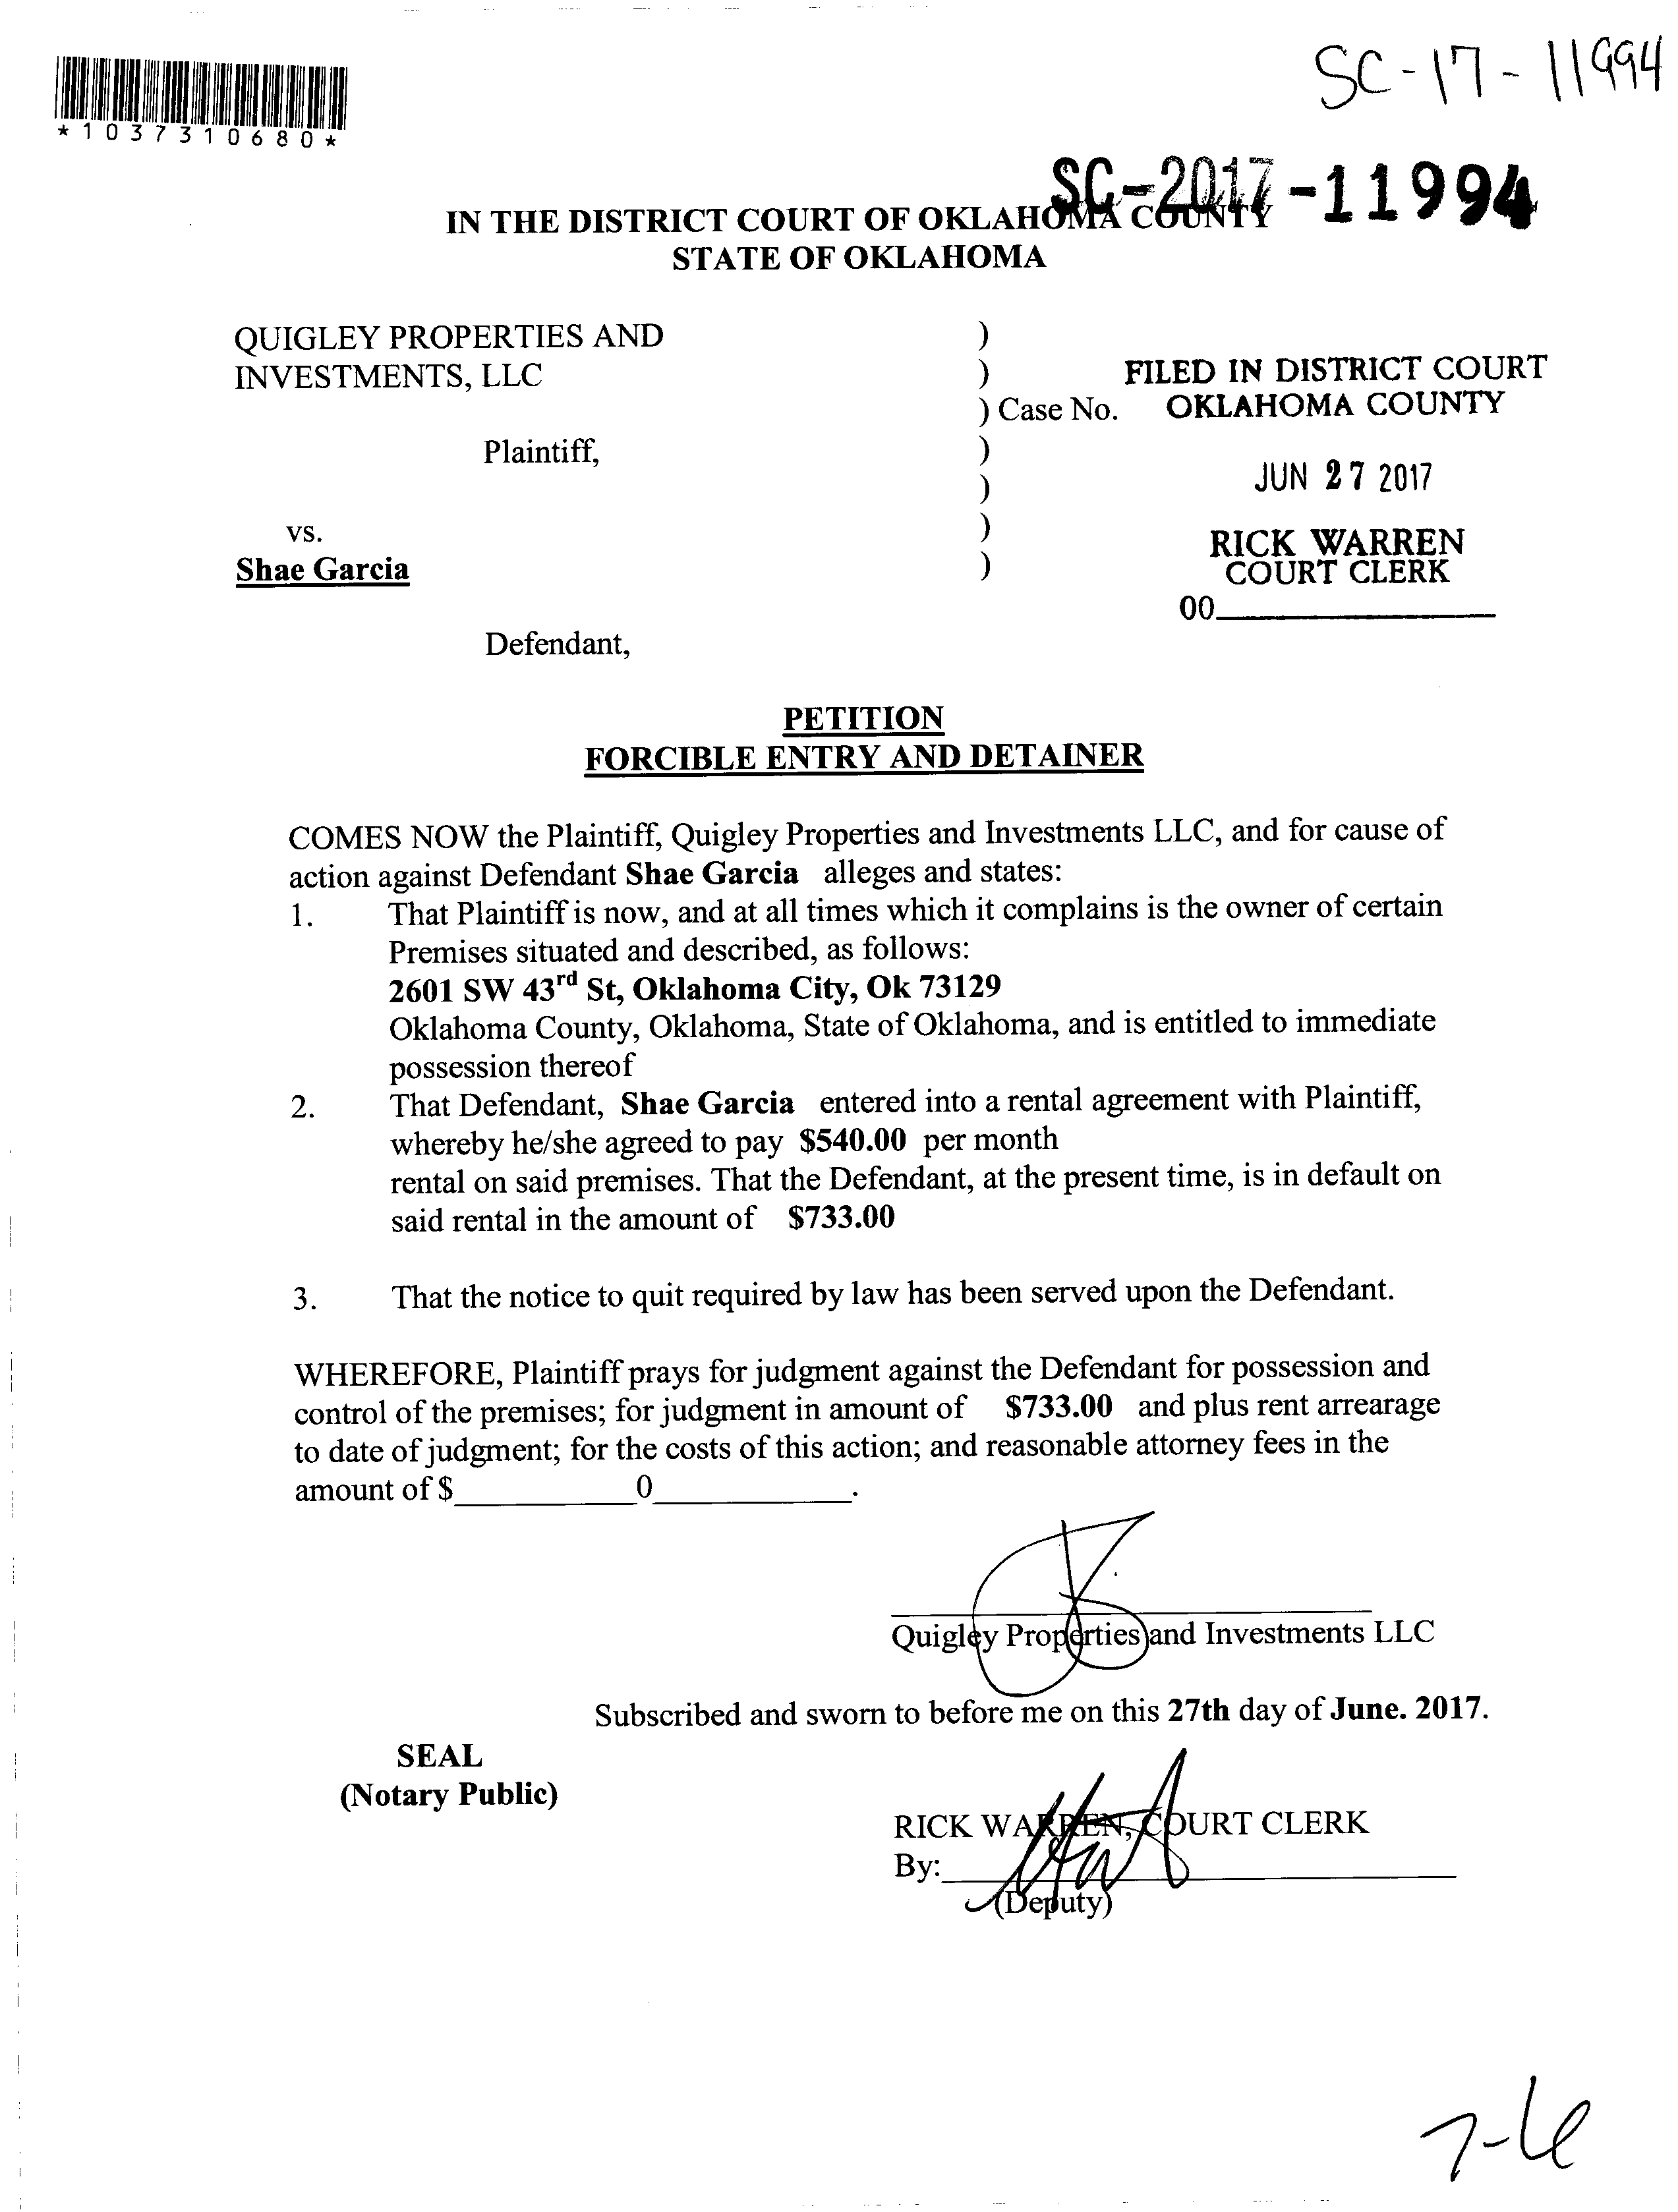 SC-17-11994
*1037310680*
SC-2017-11994
IN THE DISTRICT COURT OF OKLAHOMA COUNTY
STATE OF OKLAHOMA
QUIGLEY PROPERTIES AND )
INVESTMENTS, LLC ) FILED IN DISTRICT COURT
) Case No. OKLAHOMA COUNTY
Plaintiff, )
) JUN 27 2017
vs. ) RICK WARREN
Shae Garcia ) COURT CLERK
00
Defendant,
PETITION
FORCIBLE ENTRY AND DETAINER
COMES NOW the Plaintiff, Quigley Properties and Investments LLC, and for cause of
action against Defendant Shae Garcia alleges and states:
1. That Plaintiff is now, and at all times which it complains is the owner of certain
Premises situated and described, as follows:
2601 SW 43rd St, Oklahoma City, Ok 73129
Oklahoma County, Oklahoma, State of Oklahoma, and is entitled to immediate
possession thereof
2. That Defendant, Shae Garcia entered into a rental agreement with Plaintiff,
whereby he/she agreed to pay $540.00 per month
rental on said premises. That the Defendant, at the present time, is in default on
said rental in the amount of $733.00
3. That the notice to quit required by law has been served upon the Defendant.
WHEREFORE, Plaintiff prays for judgment against the Defendant for possession and
control of the premises; for judgment in amount of $733.00 and plus rent arrearage
to date of judgment; for the costs of this action; and reasonable attorney fees in the
amount of $____________0____________.
Quigley Properties and Investments LLC
Subscribed and sworn to before me on this 27th day of June. 2017.
SEAL
(Notary Public)
RICK WARREN, COURT CLERK
By:
(Deputy)
7-6